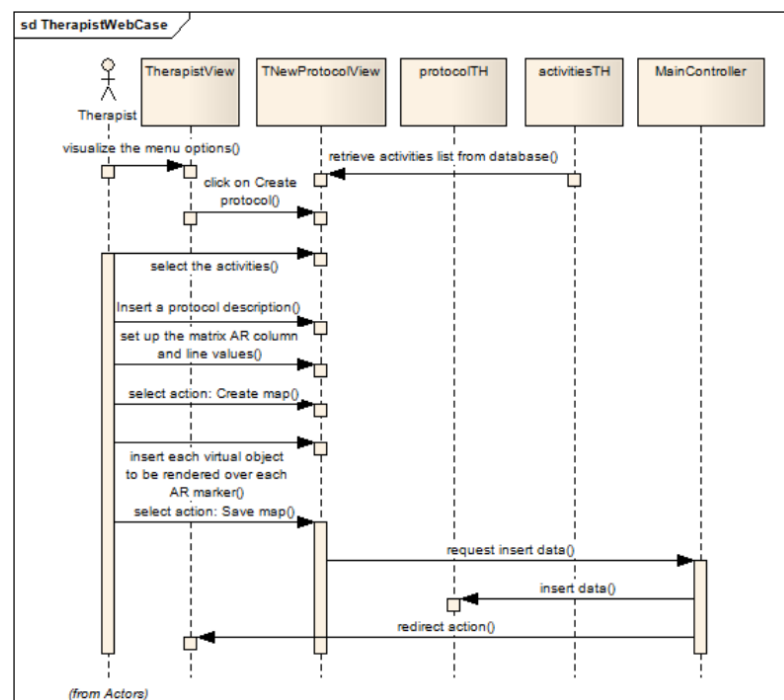 sd TherapistWebCase
TherapistView
TNewProtocolView
protocolTH
activitiesTH
MainController
Therapist
visualize the menu options()
retrieve activities list from database()
click on Create
protocol()
select the activities()
Insert a protocol description()
set up the matrix AR column
and line values()
select action: Create map()
insert each virtual object
to be rendered over each
AR marker()
select action: Save map()
request insert data()
insert data()
redirect action()
(from Actors)